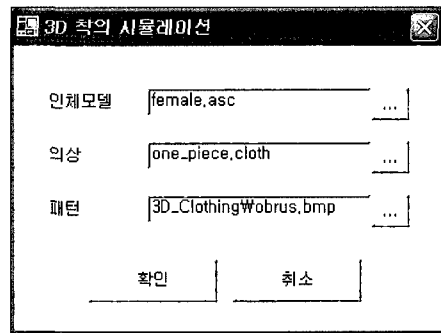 3D 착의 시뮬레이션
인체모델 female.asc ...
의상 one_piece.cloth ...
패턴 3D_Clothing₩obrus.bmp ...
확인 취소